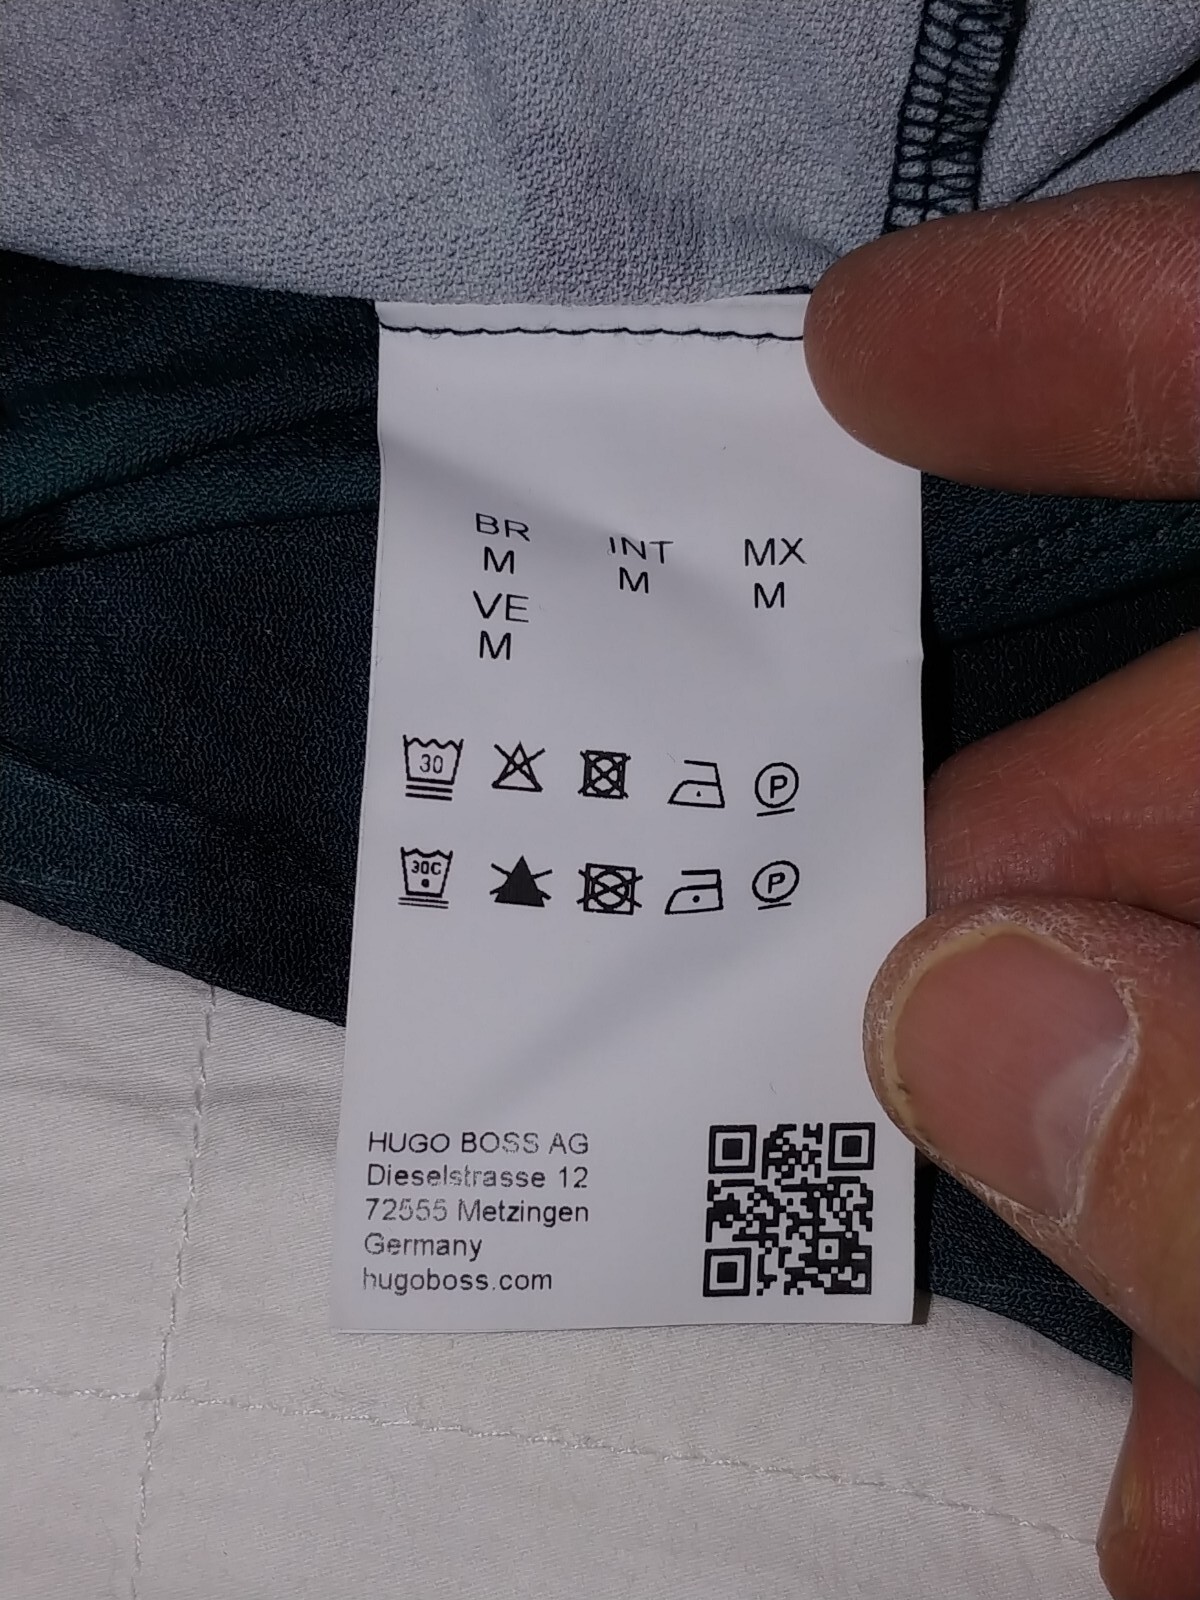 BR INT MX
M M M
VE
M
30 P
30C P
HUGO BOSS AG
Dieselstrasse 12
72555 Metzingen
Germany
hugoboss.com